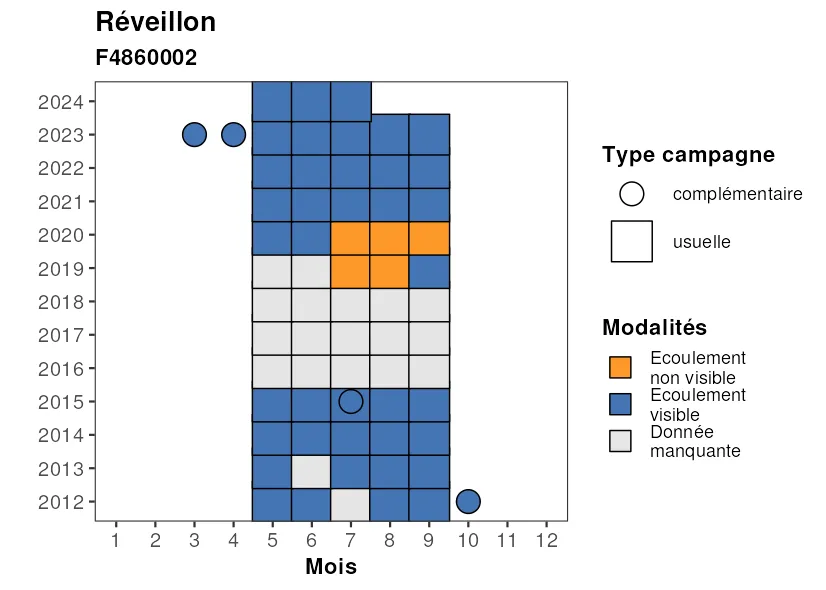 Réveillon
F4860002
2024
2023
2022
2021
2020
2019
2018
2017
2016
2015
2014
2013
2012
1 2 3 4 5 6 7 8 9 10 11 12
Mois
Type campagne
complémentaire
usuelle
Modalités
Ecoulement
non visible
Ecoulement
visible
Donnée
manquante